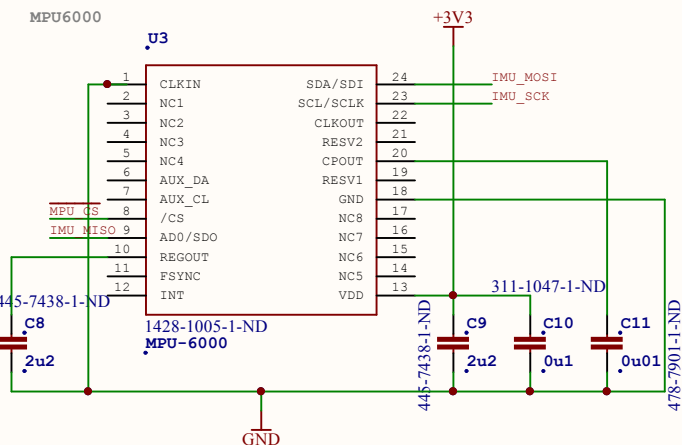 MPU6000
+3V3
U3
1 CLKIN SDA/SDI 24 IMU_MOSI
2 NC1 SCL/SCLK 23 IMU_SCK
3 NC2 CLKOUT 22
4 NC3 RESV2 21
5 NC4 CPOUT 20
6 AUX_DA RESV1 19
7 AUX_CL GND 18
MPU_CS 8 /CS NC8 17
IMU_MISO 9 AD0/SDO NC7 16
10 REGOUT NC6 15
11 FSYNC NC5 14
12 INT VDD 13
445-7438-1-ND
C8
2u2
1428-1005-1-ND
MPU-6000
445-7438-1-ND
C9
2u2
311-1047-1-ND
C10
0u1
C11
0u01
478-7901-1-ND
GND